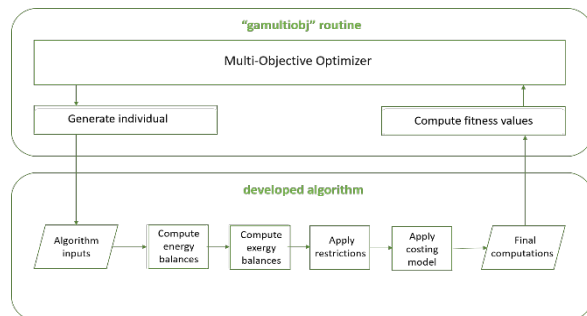 "gamultiobj" routine
Multi-Objective Optimizer
Generate individual
Compute fitness values
developed algorithm
Algorithm
inputs
Compute
energy
balances
Compute
exergy
balances
Apply
restrictions
Apply
costing
model
Final
computations